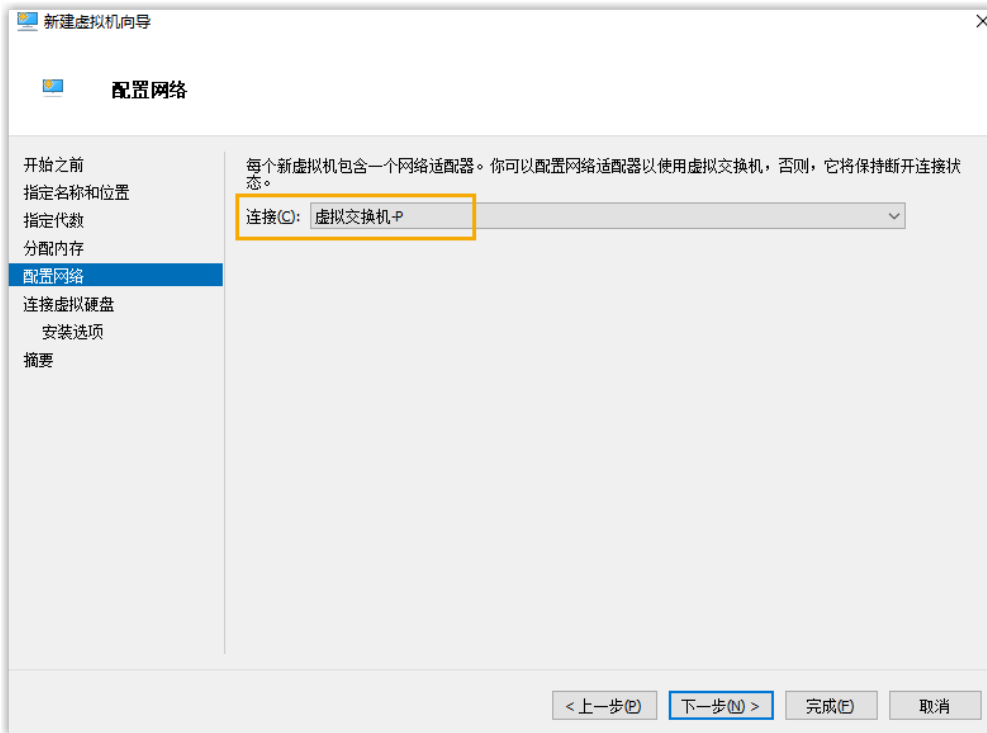 新建虚拟机向导
配置网络
开始之前
指定名称和位置
指定代数
分配内存
配置网络
连接虚拟硬盘
安装选项
摘要
每个新虚拟机包含一个网络适配器。你可以配置网络适配器以使用虚拟交换机，否则，它将保持断开连接状
态。
连接(C): 虚拟交换机-P
< 上一步(P) 下一步(N) > 完成(F) 取消